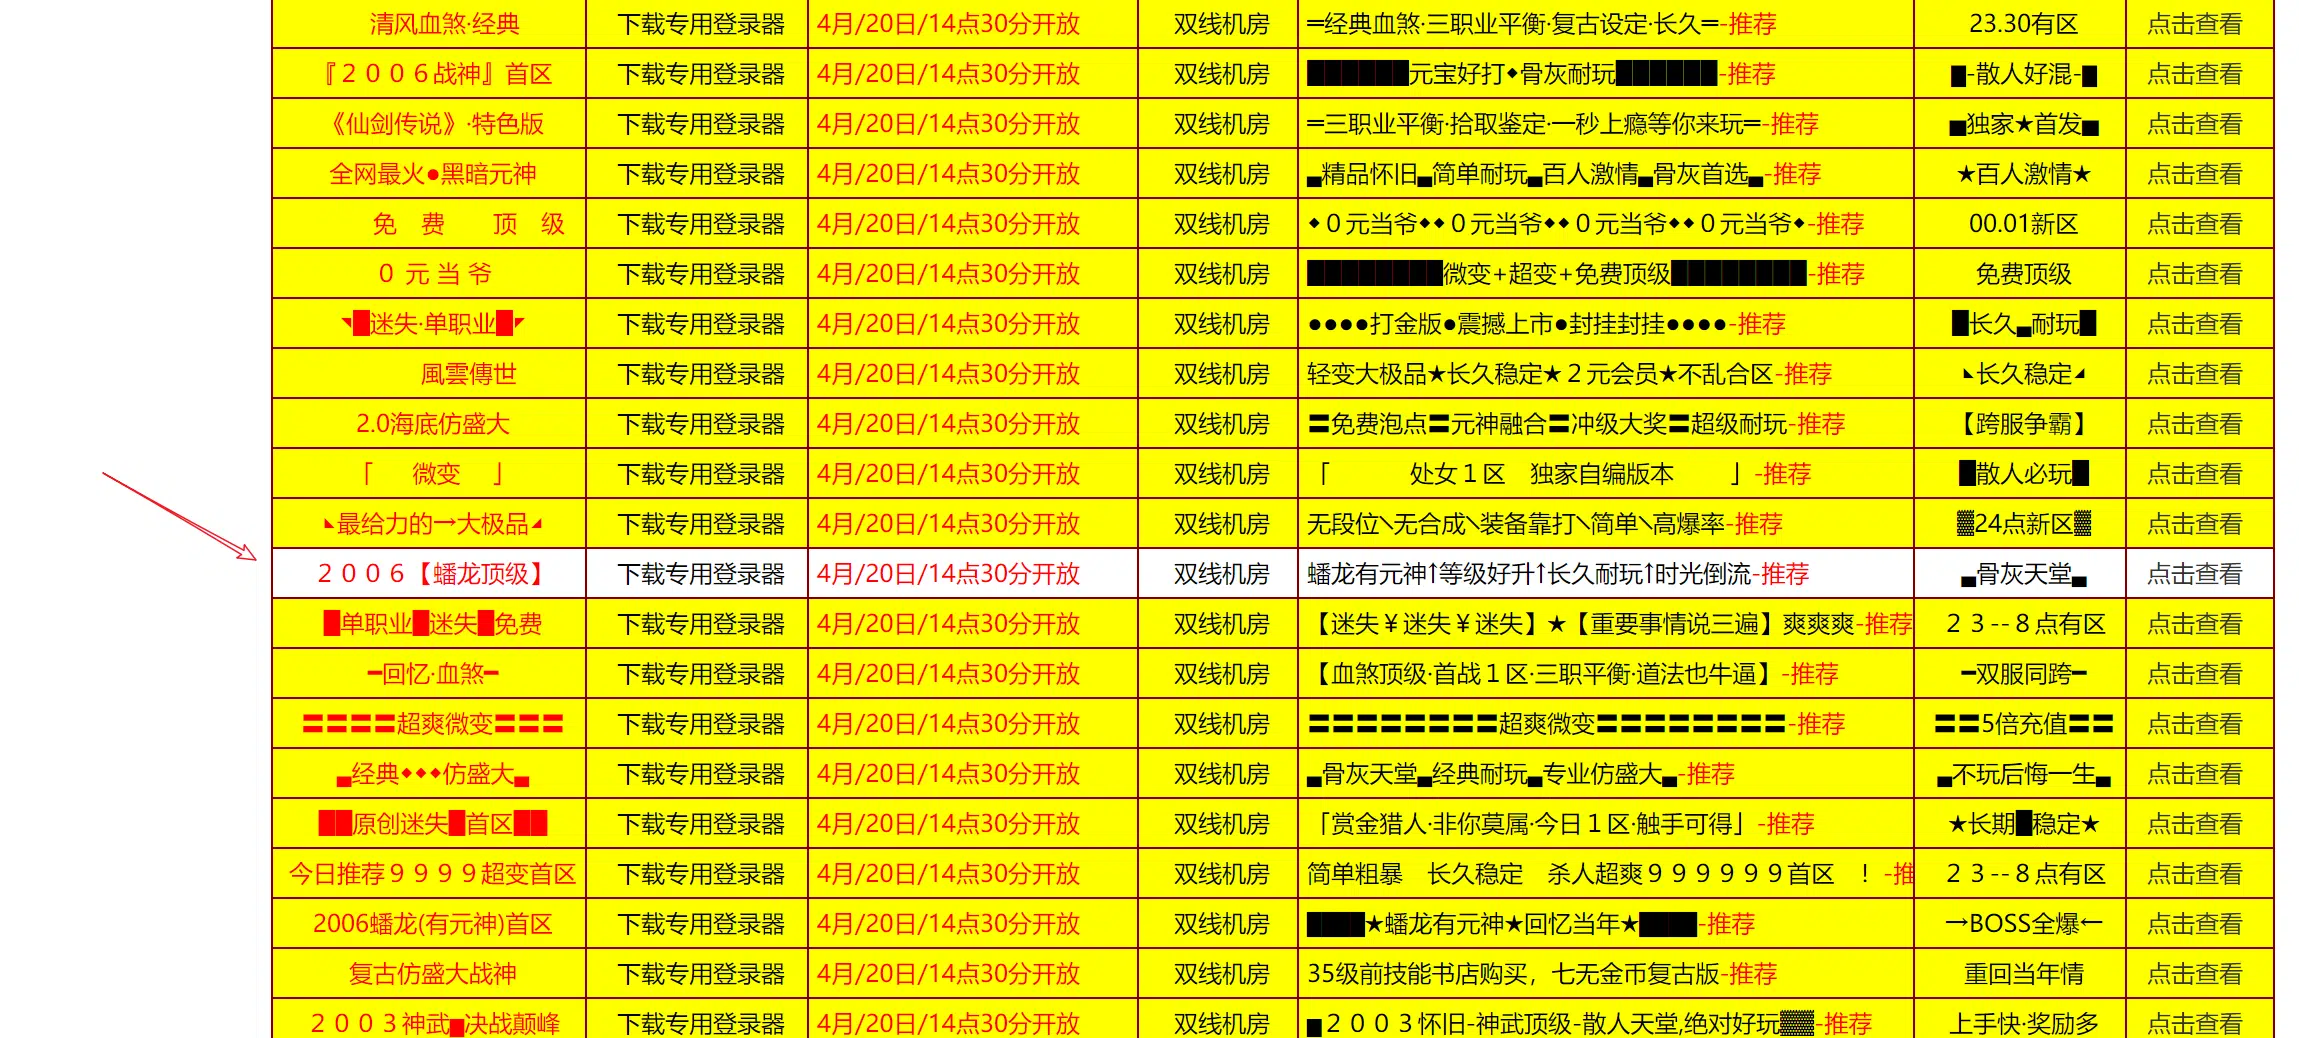 清风血煞·经典 下载专用登录器 4月/20日/14点30分开放 双线机房 ═经典血煞·三职业平衡·复古设定·长久═-推荐 23.30有区 点击查看
『２００６战神』首区 下载专用登录器 4月/20日/14点30分开放 双线机房 ██████元宝好打◆骨灰耐玩██████-推荐 ▇-散人好混-▇ 点击查看
《仙剑传说》·特色版 下载专用登录器 4月/20日/14点30分开放 双线机房 ═三职业平衡·拾取鉴定·一秒上瘾等你来玩═-推荐 ▅独家★首发▅ 点击查看
全网最火●黑暗元神 下载专用登录器 4月/20日/14点30分开放 双线机房 ▄精品怀旧▄简单耐玩▄百人激情▄骨灰首选▄-推荐 ★百人激情★ 点击查看
免　费　　顶　级 下载专用登录器 4月/20日/14点30分开放 双线机房 ◆０元当爷◆◆０元当爷◆◆０元当爷◆◆０元当爷◆-推荐 00.01新区 点击查看
０ 元 当 爷 下载专用登录器 4月/20日/14点30分开放 双线机房 ████████微变+超变+免费顶级████████-推荐 免费顶级 点击查看
◥█迷失·单职业█◤ 下载专用登录器 4月/20日/14点30分开放 双线机房 ●●●●打金版●震撼上市●封挂封挂●●●●-推荐 █长久▄耐玩█ 点击查看
風雲傳世 下载专用登录器 4月/20日/14点30分开放 双线机房 轻变大极品★长久稳定★２元会员★不乱合区-推荐 ◣长久稳定◢ 点击查看
2.0海底仿盛大 下载专用登录器 4月/20日/14点30分开放 双线机房 〓免费泡点〓元神融合〓冲级大奖〓超级耐玩-推荐 【跨服争霸】 点击查看
「　微变　」 下载专用登录器 4月/20日/14点30分开放 双线机房 「　　　处女１区　独家自编版本　　」-推荐 █散人必玩█ 点击查看
◣最给力的→大极品◢ 下载专用登录器 4月/20日/14点30分开放 双线机房 无段位╲无合成╲装备靠打╲简单╲高爆率-推荐 ▓24点新区▓ 点击查看
２００６【蟠龙顶级】 下载专用登录器 4月/20日/14点30分开放 双线机房 蟠龙有元神↑等级好升↑长久耐玩↑时光倒流-推荐 ▄骨灰天堂▄ 点击查看
█单职业█迷失█免费 下载专用登录器 4月/20日/14点30分开放 双线机房 【迷失￥迷失￥迷失】★【重要事情说三遍】爽爽爽-推荐 ２３--８点有区 点击查看
━回忆·血煞━ 下载专用登录器 4月/20日/14点30分开放 双线机房 【血煞顶级·首战１区·三职平衡·道法也牛逼】-推荐 ━双服同跨━ 点击查看
〓〓〓〓超爽微变〓〓〓 下载专用登录器 4月/20日/14点30分开放 双线机房 〓〓〓〓〓〓〓〓超爽微变〓〓〓〓〓〓〓〓-推荐 〓〓5倍充值〓〓 点击查看
▄经典◆◆◆仿盛大▄ 下载专用登录器 4月/20日/14点30分开放 双线机房 ▄骨灰天堂▄经典耐玩▄专业仿盛大▄-推荐 ▄不玩后悔一生▄ 点击查看
██原创迷失█首区██ 下载专用登录器 4月/20日/14点30分开放 双线机房 「赏金猎人·非你莫属·今日１区·触手可得」-推荐 ★长期█稳定★ 点击查看
今日推荐９９９９超变首区 下载专用登录器 4月/20日/14点30分开放 双线机房 简单粗暴　长久稳定　杀人超爽９９９９９９首区　！-推 ２３--８点有区 点击查看
2006蟠龙(有元神)首区 下载专用登录器 4月/20日/14点30分开放 双线机房 ███★蟠龙有元神★回忆当年★███-推荐 →BOSS全爆← 点击查看
复古仿盛大战神 下载专用登录器 4月/20日/14点30分开放 双线机房 35级前技能书店购买，七无金币复古版-推荐 重回当年情 点击查看
２００３神武▅决战颠峰 下载专用登录器 4月/20日/14点30分开放 双线机房 ▅２００３怀旧-神武顶级-散人天堂,绝对好玩▓▓-推荐 上手快·奖励多 点击查看